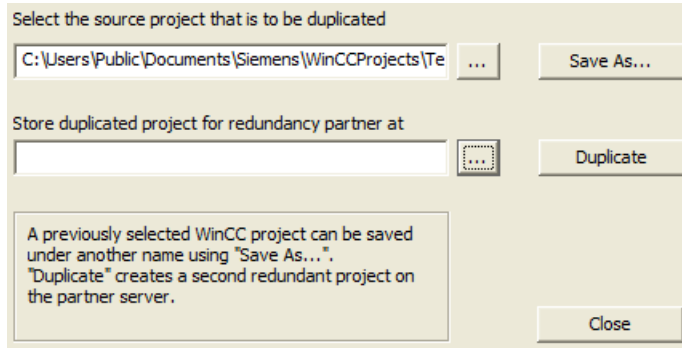 Select the source project that is to be duplicated
C:\Users\Public\Documents\Siemens\WinCCProjects\Te
...
Save As...
Store duplicated project for redundancy partner at
...
Duplicate
A previously selected WinCC project can be saved
under another name using "Save As...".
"Duplicate" creates a second redundant project on
the partner server.
Close